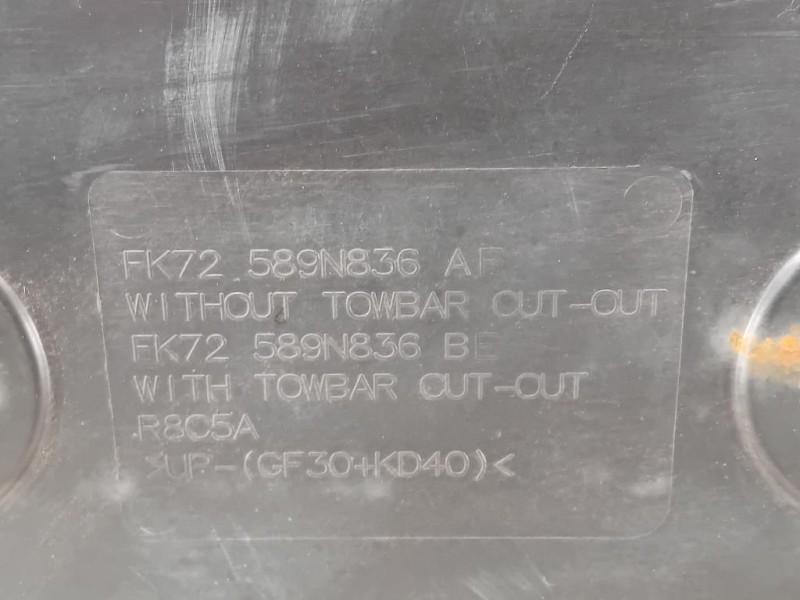 FK72 589N836 AF
WITHOUT TOWBAR CUT-OUT
FK72 589N836 BE
WITH TOWBAR CUT-OUT
R8C5A
>UP-(GF30+KD40)<